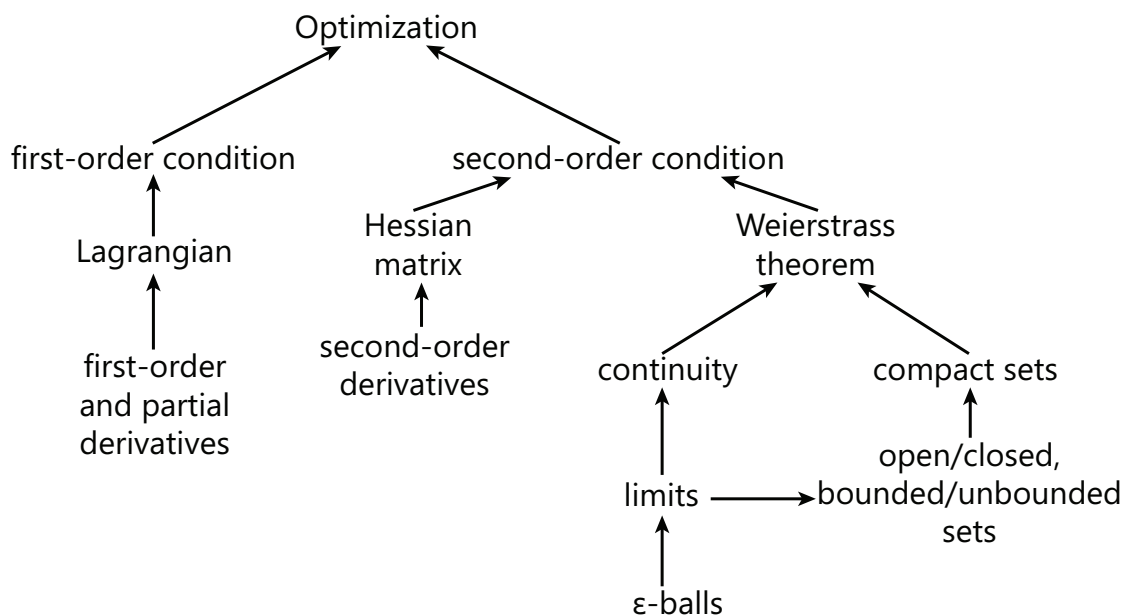 Optimization
first-order condition
second-order condition
Lagrangian
Hessian
matrix
Weierstrass
theorem
first-order
and partial
derivatives
second-order
derivatives
continuity
compact sets
limits
open/closed,
bounded/unbounded
sets
ε-balls